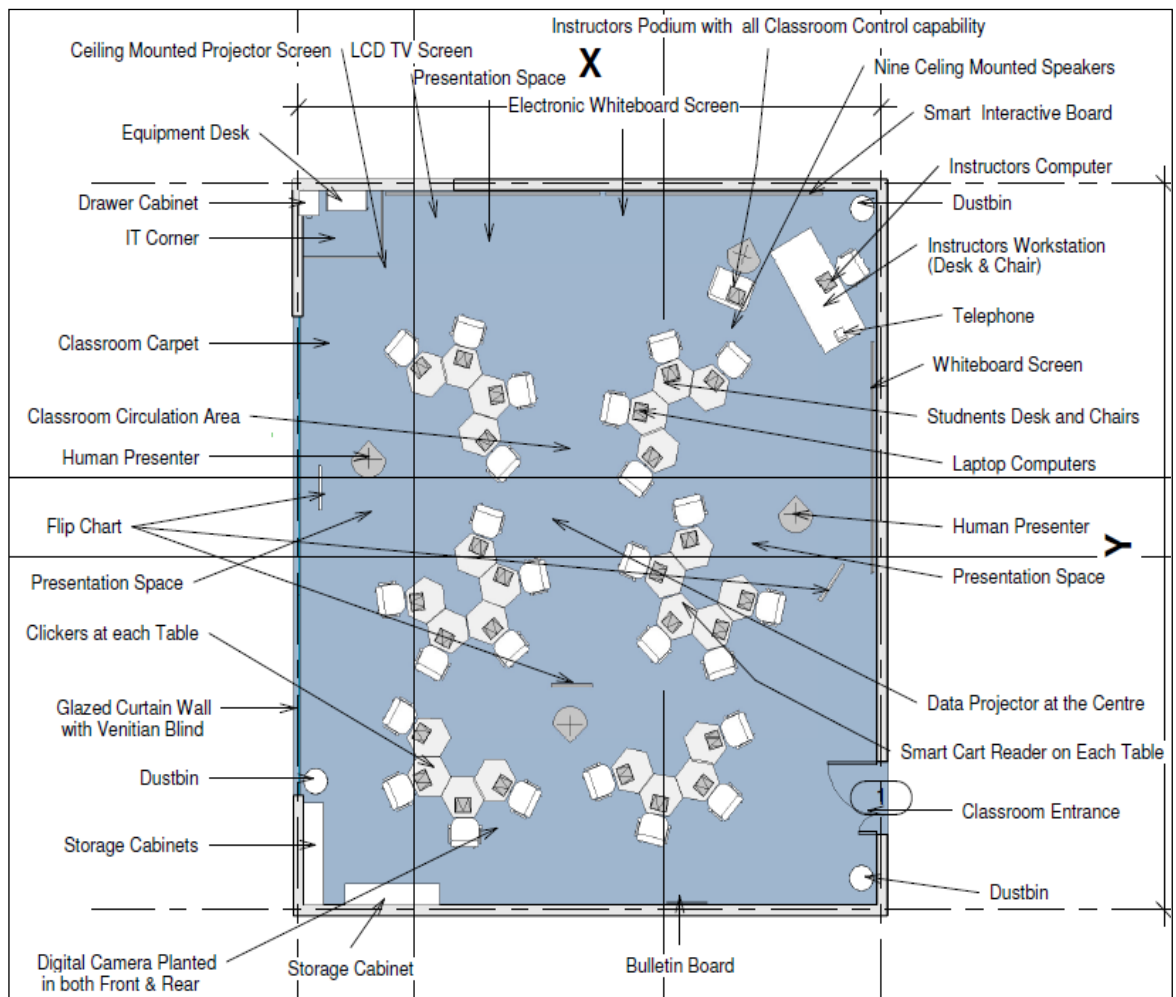 Instructors Podium with all Classroom Control capability
Ceiling Mounted Projector Screen
LCD TV Screen
X
Presentation Space
Nine Celing Mounted Speakers
Electronic Whiteboard Screen
Smart Interactive Board
Equipment Desk
Instructors Computer
Drawer Cabinet
Dustbin
IT Corner
Instructors Workstation
(Desk & Chair)
Telephone
Classroom Carpet
Whiteboard Screen
Classroom Circulation Area
Studnents Desk and Chairs
Human Presenter
Laptop Computers
Flip Chart
Human Presenter
Y
Presentation Space
Presentation Space
Clickers at each Table
Glazed Curtain Wall
with Venitian Blind
Data Projector at the Centre
Smart Cart Reader on Each Table
Dustbin
Classroom Entrance
Storage Cabinets
Dustbin
Digital Camera Planted
in both Front & Rear
Storage Cabinet
Bulletin Board